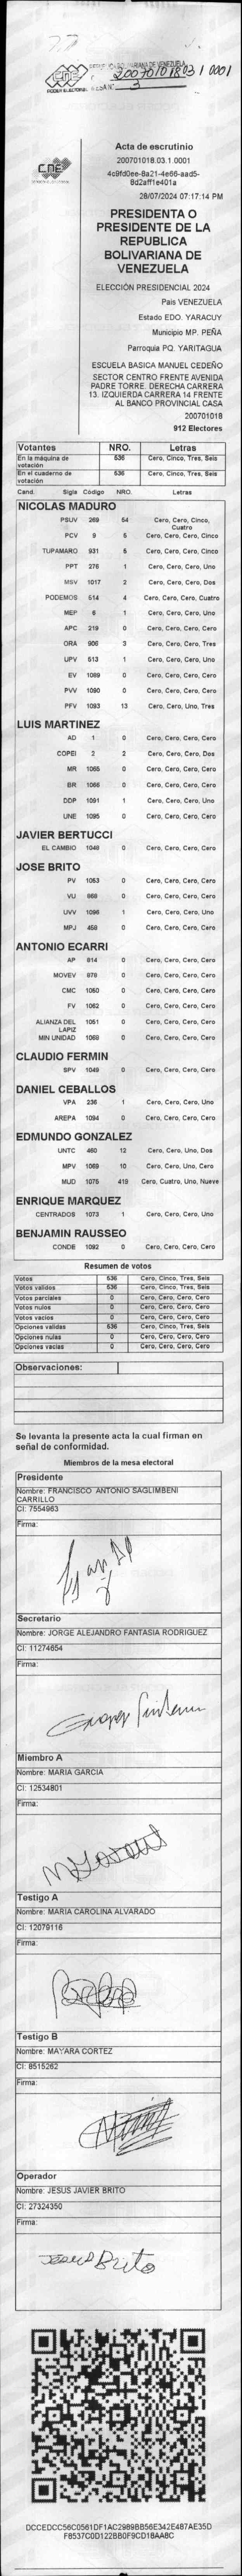 CNE
PODER ELECTORAL
200701018.03.1.0001
3
CNE
Acta de escrutinio
200701018.03.1.0001
4c9fd0ee-8a21-4e66-aad5-
8d2aff1e401a
28/07/2024 07:17:14 PM
PRESIDENTA O
PRESIDENTE DE LA
REPUBLICA
BOLIVARIANA DE
VENEZUELA
ELECCIÓN PRESIDENCIAL 2024
Pais VENEZUELA
Estado EDO. YARACUY
Municipio MP. PEÑA
Parroquia PQ. YARITAGUA
ESCUELA BASICA MANUEL CEDEÑO
SECTOR CENTRO FRENTE AVENIDA
PADRE TORRE. DERECHA CARRERA
13. IZQUIERDA CARRERA 14 FRENTE
AL BANCO PROVINCIAL CASA
200701018
912 Electores
Votantes NRO. Letras
En la máquina de votación 536 Cero, Cinco, Tres, Seis
En el cuaderno de votación 536 Cero, Cinco, Tres, Seis
Cand. Sigla Código NRO. Letras
NICOLAS MADURO
PSUV 269 54 Cero, Cero, Cinco, Cuatro
PCV 9 5 Cero, Cero, Cero, Cinco
TUPAMARO 931 5 Cero, Cero, Cero, Cinco
PPT 276 1 Cero, Cero, Cero, Uno
MSV 1017 2 Cero, Cero, Cero, Dos
PODEMOS 514 4 Cero, Cero, Cero, Cuatro
MEP 6 1 Cero, Cero, Cero, Uno
APC 219 0 Cero, Cero, Cero, Cero
ORA 906 3 Cero, Cero, Cero, Tres
UPV 513 1 Cero, Cero, Cero, Uno
EV 1089 0 Cero, Cero, Cero, Cero
PVV 1090 0 Cero, Cero, Cero, Cero
PFV 1093 13 Cero, Cero, Uno, Tres
LUIS MARTINEZ
AD 1 0 Cero, Cero, Cero, Cero
COPEI 2 2 Cero, Cero, Cero, Dos
MR 1065 0 Cero, Cero, Cero, Cero
BR 1066 0 Cero, Cero, Cero, Cero
DDP 1091 1 Cero, Cero, Cero, Uno
UNE 1095 0 Cero, Cero, Cero, Cero
JAVIER BERTUCCI
EL CAMBIO 1048 0 Cero, Cero, Cero, Cero
JOSE BRITO
PV 1053 0 Cero, Cero, Cero, Cero
VU 868 0 Cero, Cero, Cero, Cero
UVV 1096 1 Cero, Cero, Cero, Uno
MPJ 458 0 Cero, Cero, Cero, Cero
ANTONIO ECARRI
AP 814 0 Cero, Cero, Cero, Cero
MOVEV 878 0 Cero, Cero, Cero, Cero
CMC 1050 0 Cero, Cero, Cero, Cero
FV 1062 0 Cero, Cero, Cero, Cero
ALIANZA DEL LAPIZ 1051 0 Cero, Cero, Cero, Cero
MIN UNIDAD 1068 0 Cero, Cero, Cero, Cero
CLAUDIO FERMIN
SPV 1049 0 Cero, Cero, Cero, Cero
DANIEL CEBALLOS
VPA 236 1 Cero, Cero, Cero, Uno
AREPA 1094 0 Cero, Cero, Cero, Cero
EDMUNDO GONZALEZ
UNTC 460 12 Cero, Cero, Uno, Dos
MPV 1069 10 Cero, Cero, Uno, Cero
MUD 1075 419 Cero, Cuatro, Uno, Nueve
ENRIQUE MARQUEZ
CENTRADOS 1073 1 Cero, Cero, Cero, Uno
BENJAMIN RAUSSEO
CONDE 1092 0 Cero, Cero, Cero, Cero
Resumen de votos
Votos 536 Cero, Cinco, Tres, Seis
Votos validos 536 Cero, Cinco, Tres, Seis
Votos parciales 0 Cero, Cero, Cero, Cero
Votos nulos 0 Cero, Cero, Cero, Cero
Votos vacios 0 Cero, Cero, Cero, Cero
Opciones validas 536 Cero, Cinco, Tres, Seis
Opciones nulas 0 Cero, Cero, Cero, Cero
Opciones vacias 0 Cero, Cero, Cero, Cero
Observaciones:
Se levanta la presente acta la cual firman en
señal de conformidad.
Miembros de la mesa electoral
Presidente
Nombre: FRANCISCO ANTONIO SAGLIMBENI
CARRILLO
CI: 7554963
Firma:
Secretario
Nombre: JORGE ALEJANDRO FANTASIA RODRIGUEZ
CI: 11274654
Firma:
Miembro A
Nombre: MARIA GARCIA
CI: 12534801
Firma:
Testigo A
Nombre: MARIA CAROLINA ALVARADO
CI: 12079116
Firma:
Testigo B
Nombre: MAYARA CORTEZ
CI: 8515262
Firma:
Operador
Nombre: JESUS JAVIER BRITO
CI: 27324350
Firma:
Jesus Brito
DCCEDCC56C0561DF1AC2989BB56E342E487AE35D
F8537C0D122BB0F9CD18AA8C